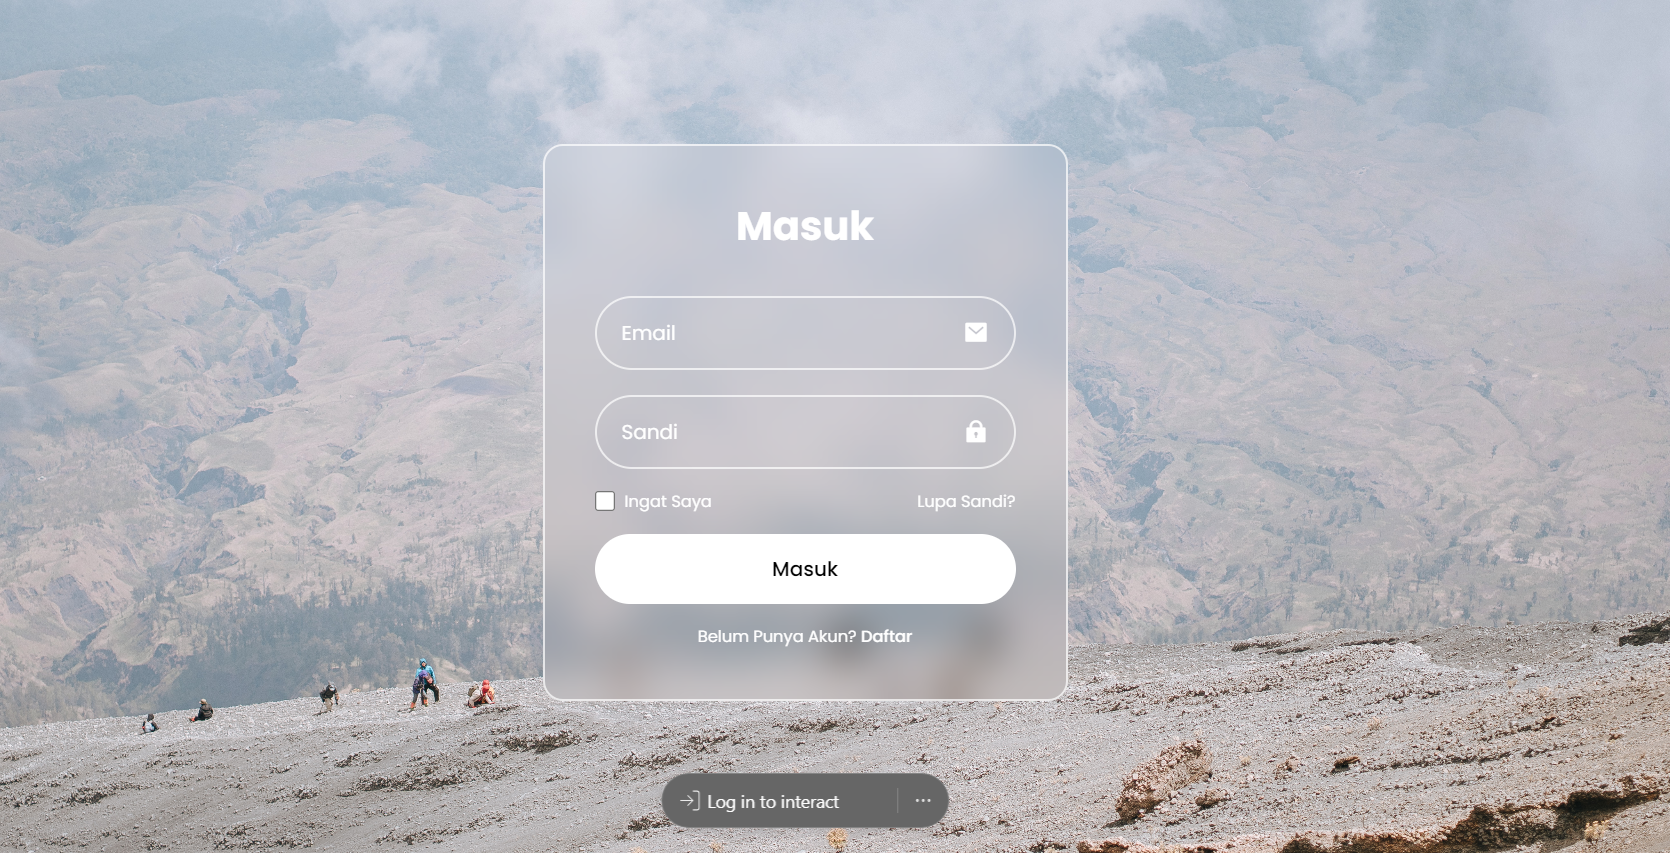 Masuk
Email
Sandi
Ingat Saya
Lupa Sandi?
Masuk
Belum Punya Akun? Daftar
Log in to interact